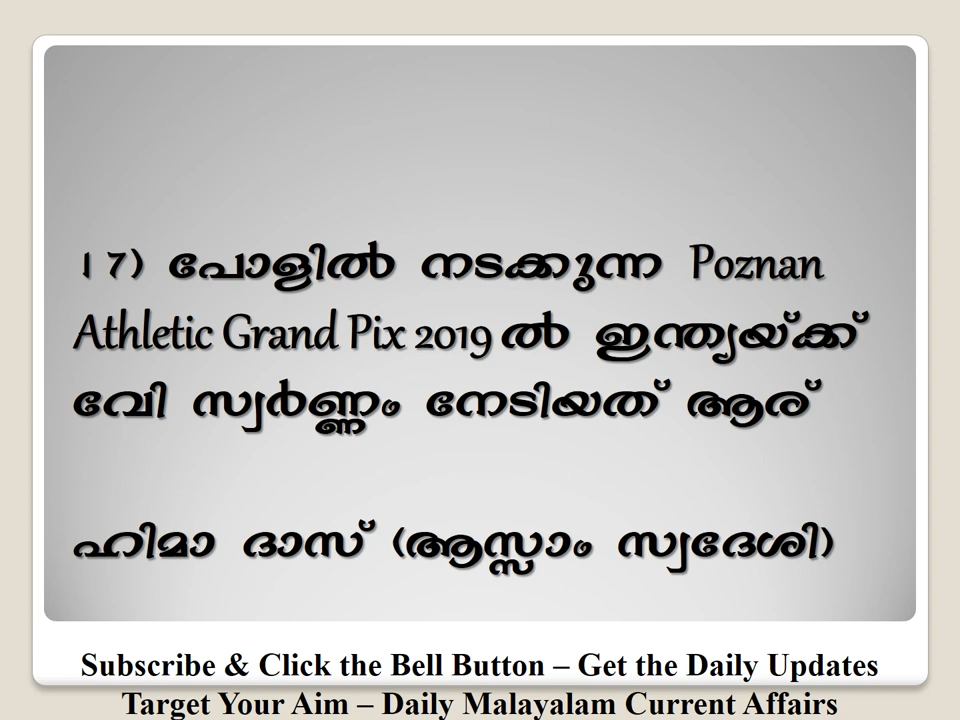 17) പോളിൽ നടക്കുന്ന Poznan
Athletic Grand Pix 2019 ൽ ഇന്ത്യയ്ക്ക്
വേി സ്വർണ്ണം നേടിയത് ആര്
ഹിമാ ദാസ് (ആസ്സാം സ്വദേശി)
Subscribe & Click the Bell Button – Get the Daily Updates
Target Your Aim – Daily Malayalam Current Affairs